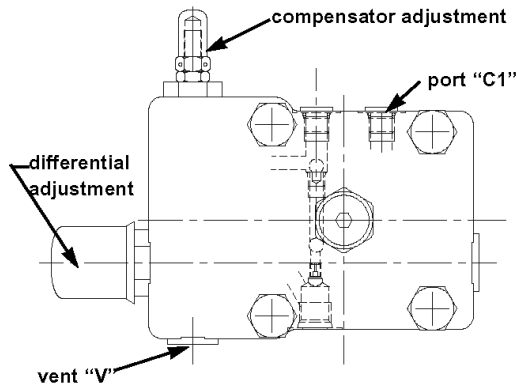 compensator adjustment
port “C1”
differential
adjustment
vent “V”